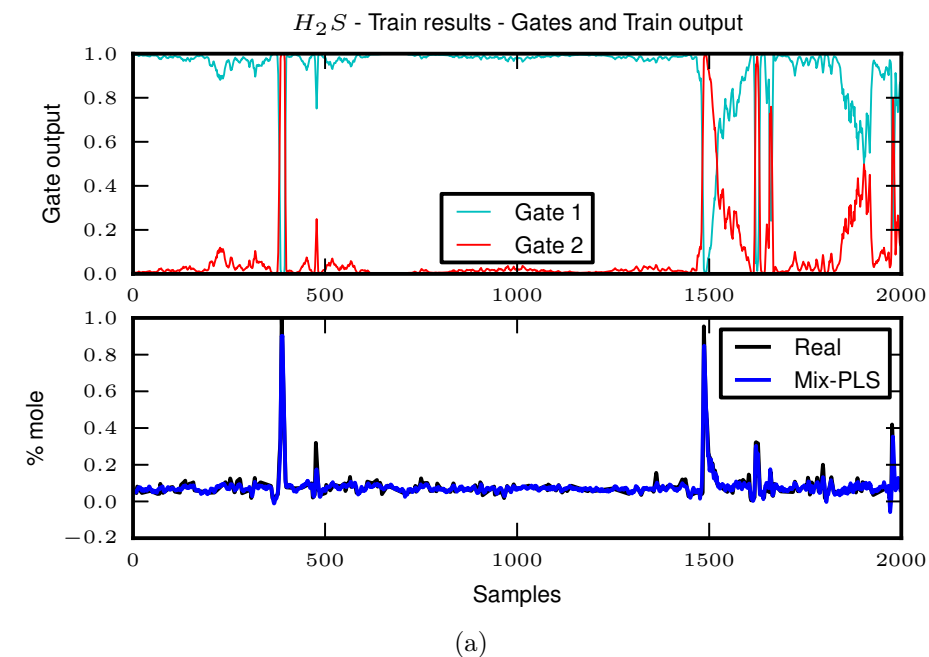 H₂S - Train results - Gates and Train output
1.0
0.8
0.6
0.4
0.2
0.0
Gate output
Gate 1
Gate 2
0 500 1000 1500 2000
1.0
0.8
0.6
0.4
0.2
0.0
−0.2
% mole
Real
Mix-PLS
0 500 1000 1500 2000
Samples
(a)